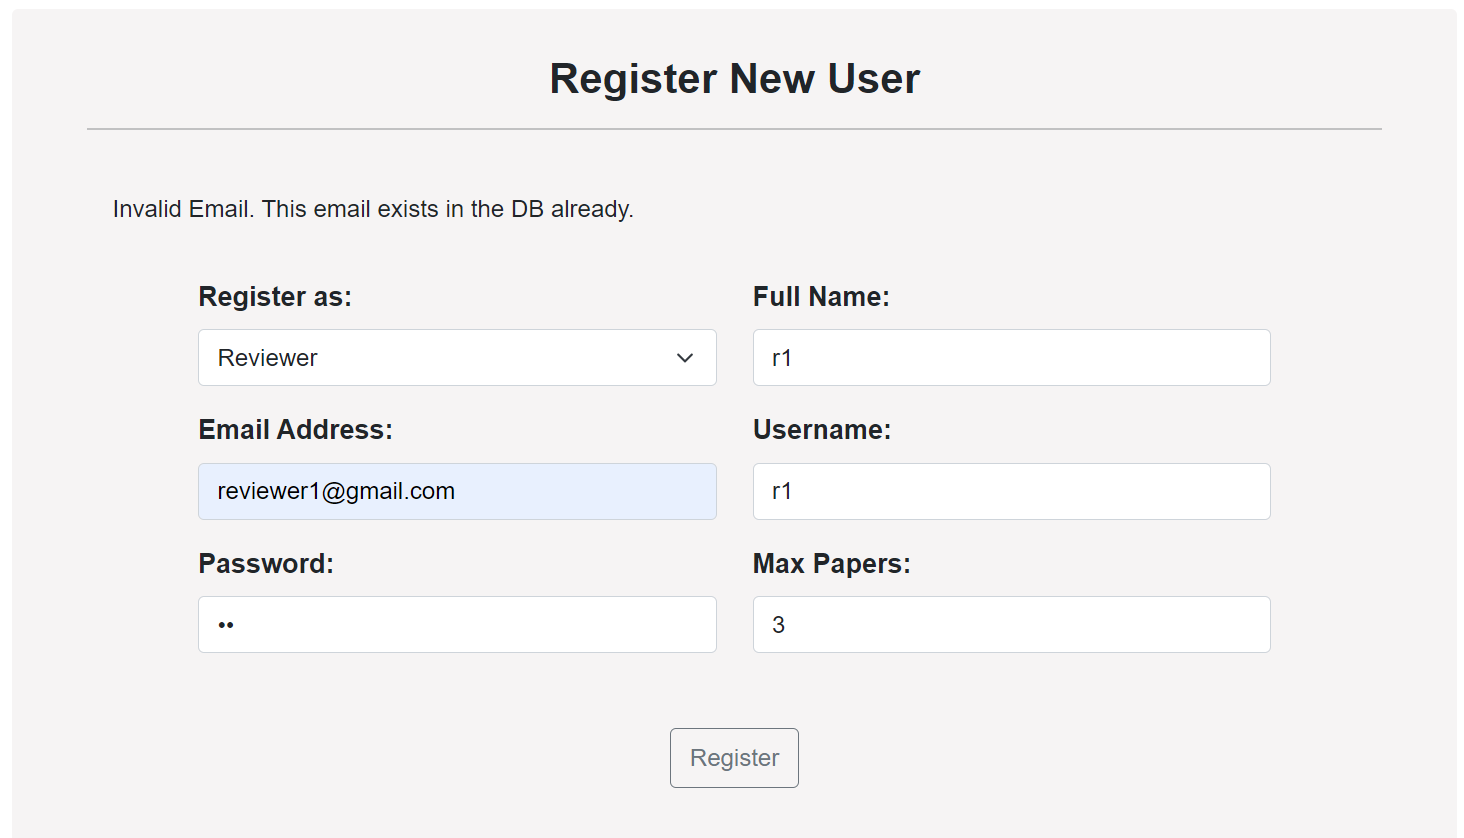 Register New User
Invalid Email. This email exists in the DB already.
Register as:
Full Name:
Reviewer
r1
Email Address:
Username:
reviewer1@gmail.com
r1
Password:
Max Papers:
••
3
Register